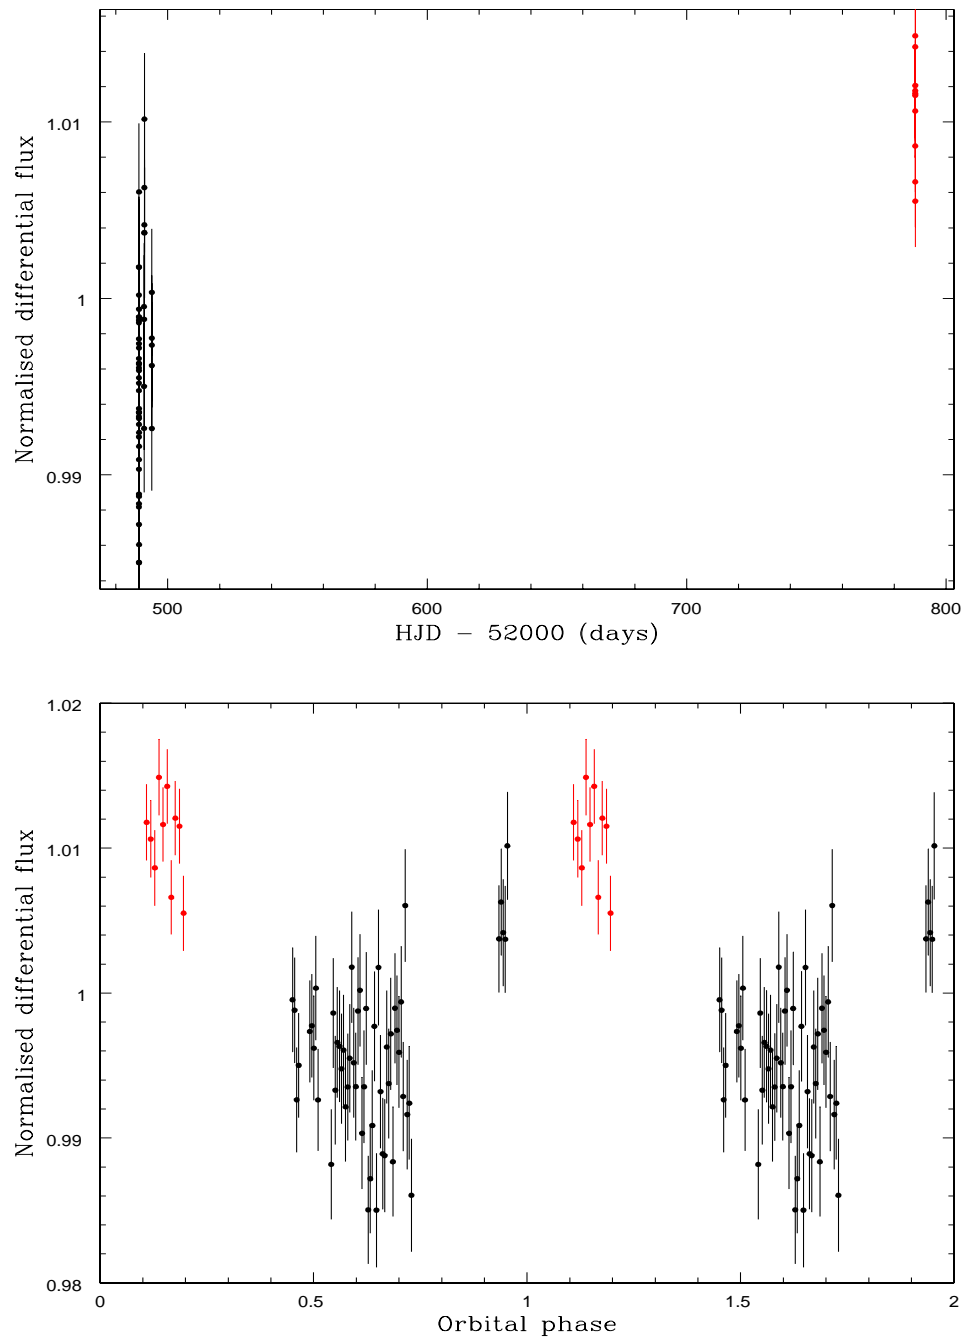 1.01
1
0.99
Normalised differential flux
500 600 700 800
HJD − 52000 (days)
1.02
1.01
1
0.99
0.98
Normalised differential flux
0 0.5 1 1.5 2
Orbital phase